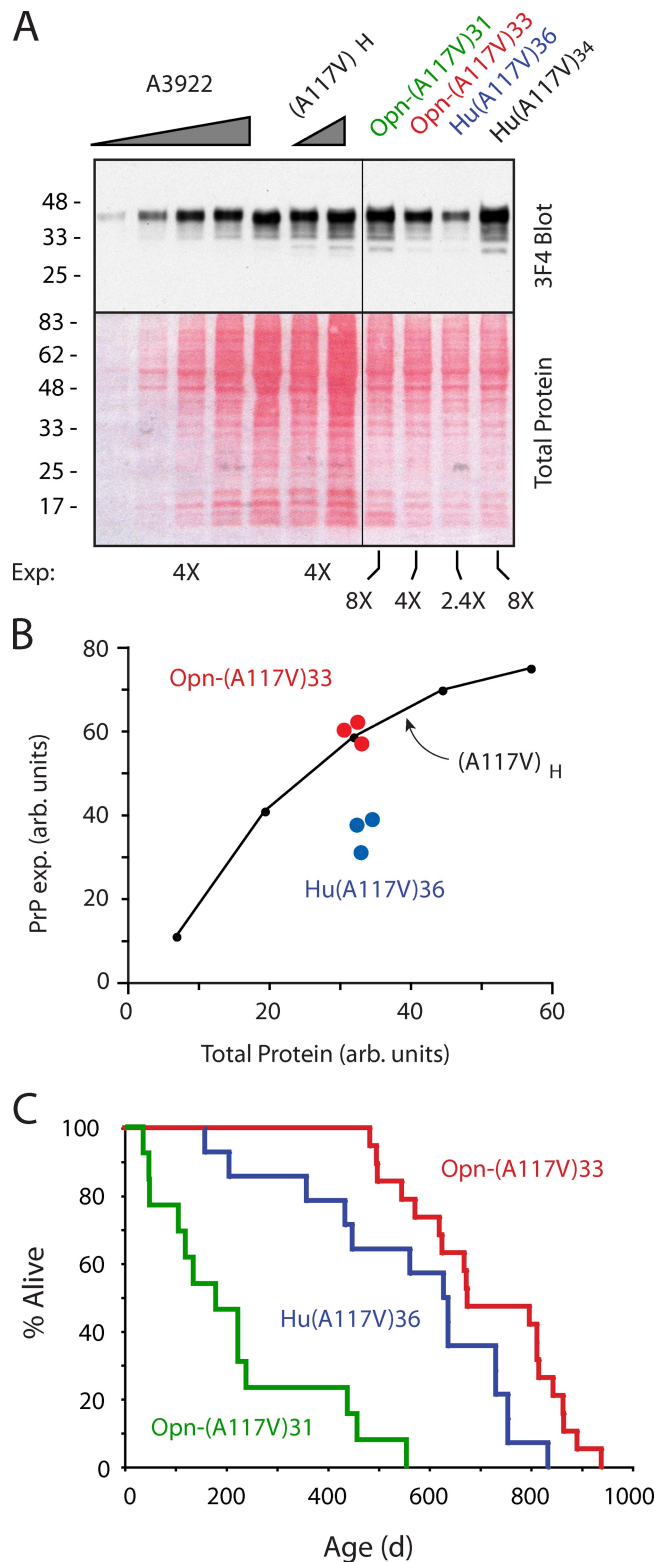 A
A3922
(A117V) H
Opn-(A117V)31
Opn-(A117V)33
Hu(A117V)36
Hu(A117V)34
48 -
33 -
25 -
3F4 Blot
83 -
62 -
48 -
33 -
25 -
17 -
Total Protein
Exp: 4X 4X
8X 4X 2.4X 8X
B
80
60
40
20
0
PrP exp. (arb. units)
Opn-(A117V)33
(A117V) H
Hu(A117V)36
0 20 40 60
Total Protein (arb. units)
C
100
80
60
40
20
0
% Alive
Opn-(A117V)33
Hu(A117V)36
Opn-(A117V)31
0 200 400 600 800 1000
Age (d)